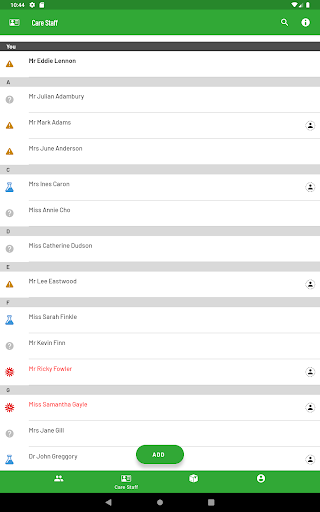 10:44
Care Staff
You
Mr Eddie Lennon
A
Mr Julian Adambury
Mr Mark Adams
Mrs June Anderson
C
Mrs Ines Caron
Miss Annie Cho
D
Miss Catherine Dudson
E
Mr Lee Eastwood
F
Miss Sarah Finkle
Mr Kevin Finn
Mr Ricky Fowler
G
Miss Samantha Gayle
Mrs Jane Gill
Dr John Greggory
ADD
Care Staff